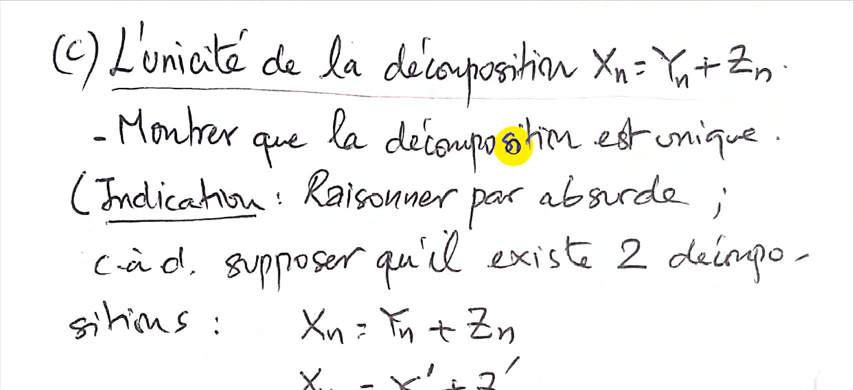 (c) L'unicité de la décomposition Xn = Yn + Zn.
- Montrer que la décomposition est unique.
(Indication : Raisonner par absurde ;
c-à-d. supposer qu'il existe 2 décompo-
sitions : Xn = Yn + Zn